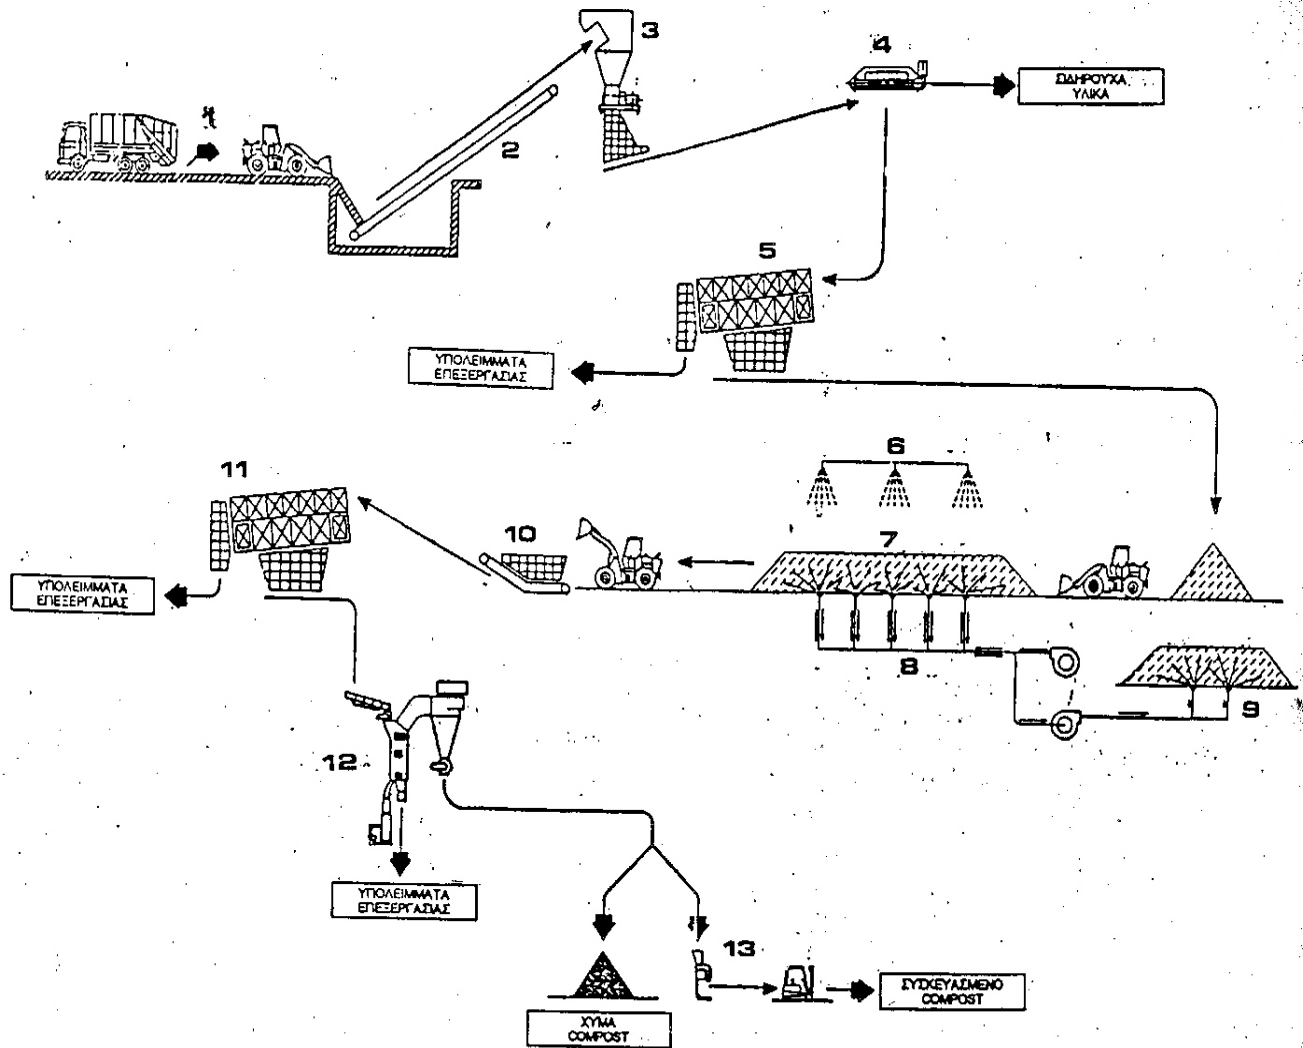 3
4
ΣΙΔΗΡΟΥΧΑ
ΥΛΙΚΑ
2
5
ΥΠΟΛΕΙΜΜΑΤΑ
ΕΠΕΞΕΡΓΑΣΙΑΣ
6
11
10
7
ΥΠΟΛΕΙΜΜΑΤΑ
ΕΠΕΞΕΡΓΑΣΙΑΣ
8
9
12
ΥΠΟΛΕΙΜΜΑΤΑ
ΕΠΕΞΕΡΓΑΣΙΑΣ
13
ΣΥΣΚΕΥΑΣΜΕΝΟ
COMPOST
ΧΥΜΑ
COMPOST